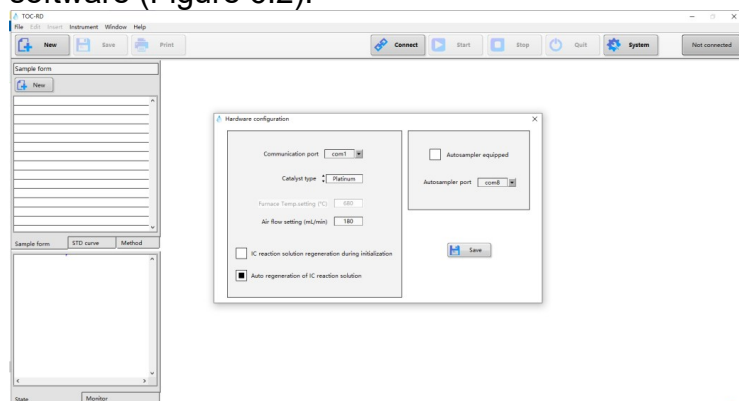 software (Figure 6.2).
TOC-RD
File Edit Insert Instrument Window Help
New Save Print Connect Start Stop Quit System Not connected
Sample form
New
Sample form STD curve Method
State Monitor
Hardware configuration
Communication port com1
Catalyst type Platinum
Furnace Temp.setting (°C) 680
Air flow setting (mL/min) 180
IC reaction solution regeneration during initialization
Auto regeneration of IC reaction solution
Autosampler equipped
Autosampler port com8
Save